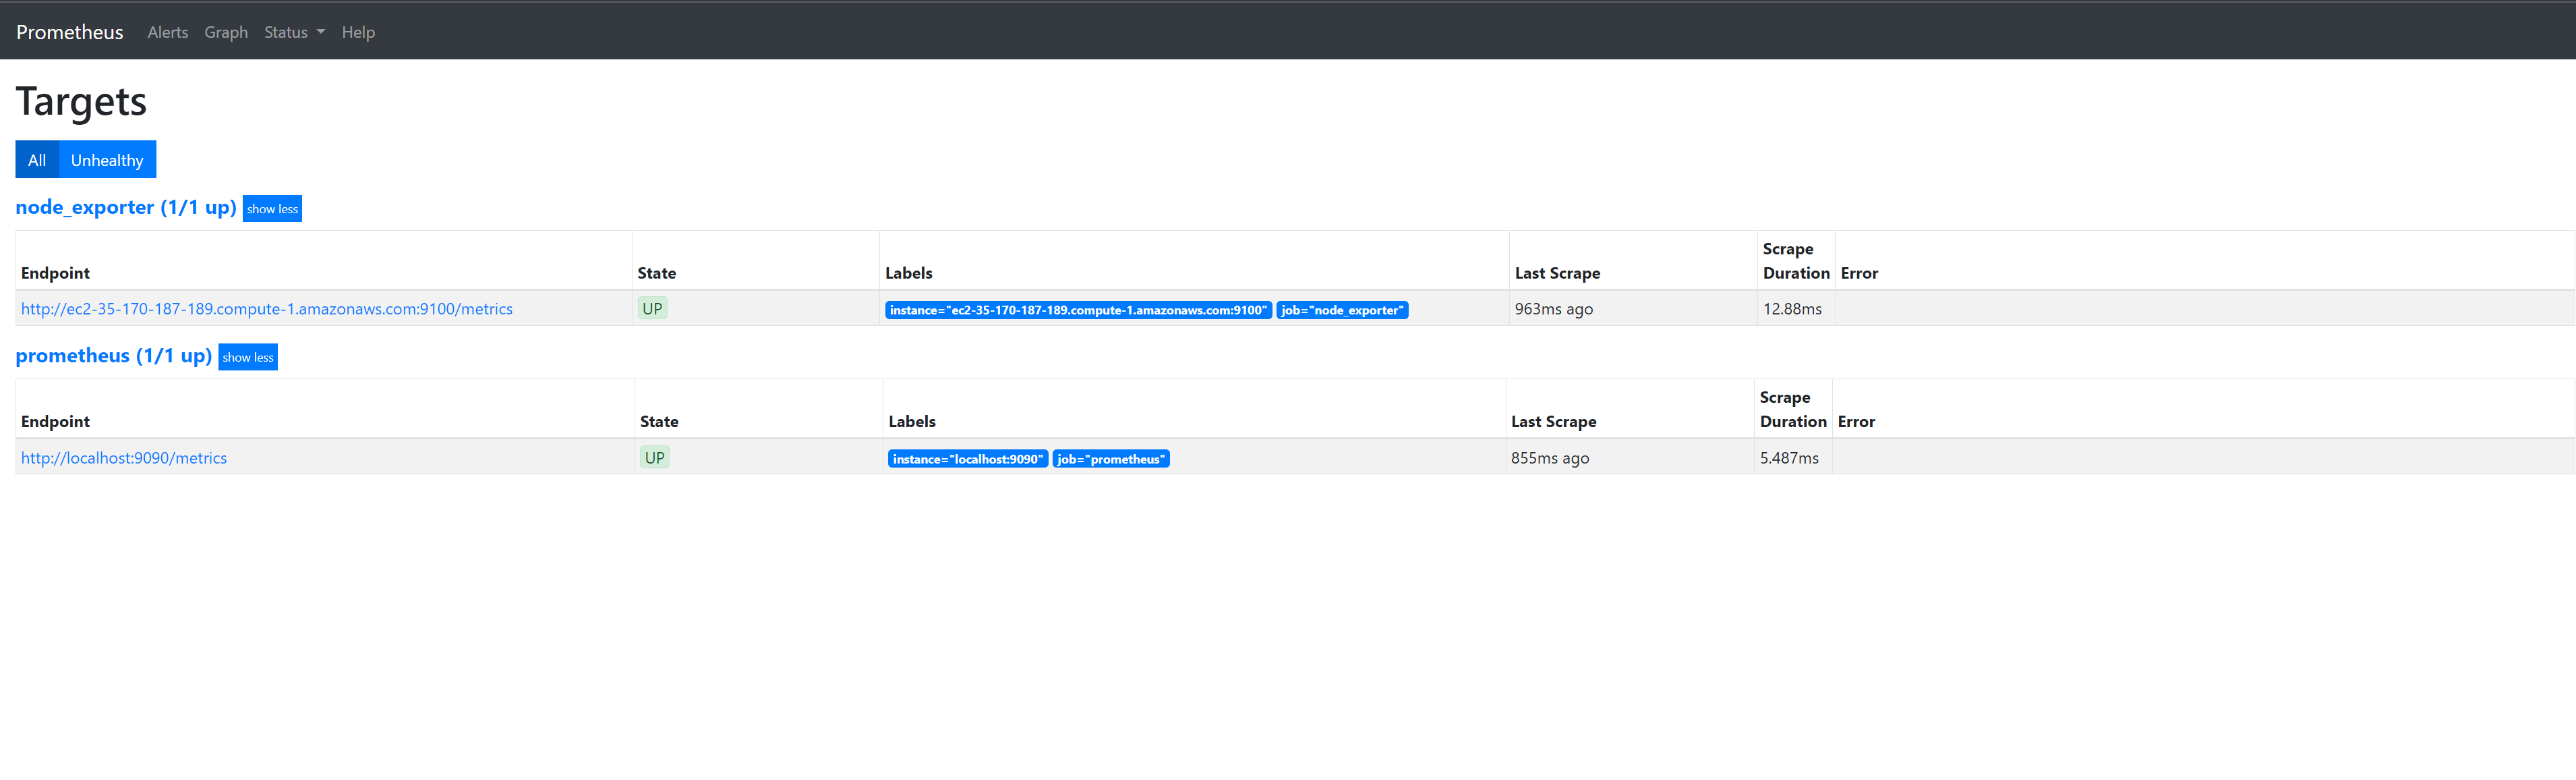 Prometheus Alerts Graph Status Help
Targets
All Unhealthy
node_exporter (1/1 up) show less
Endpoint State Labels Last Scrape Scrape Duration Error
http://ec2-35-170-187-189.compute-1.amazonaws.com:9100/metrics UP instance="ec2-35-170-187-189.compute-1.amazonaws.com:9100" job="node_exporter" 963ms ago 12.88ms
prometheus (1/1 up) show less
Endpoint State Labels Last Scrape Scrape Duration Error
http://localhost:9090/metrics UP instance="localhost:9090" job="prometheus" 855ms ago 5.487ms